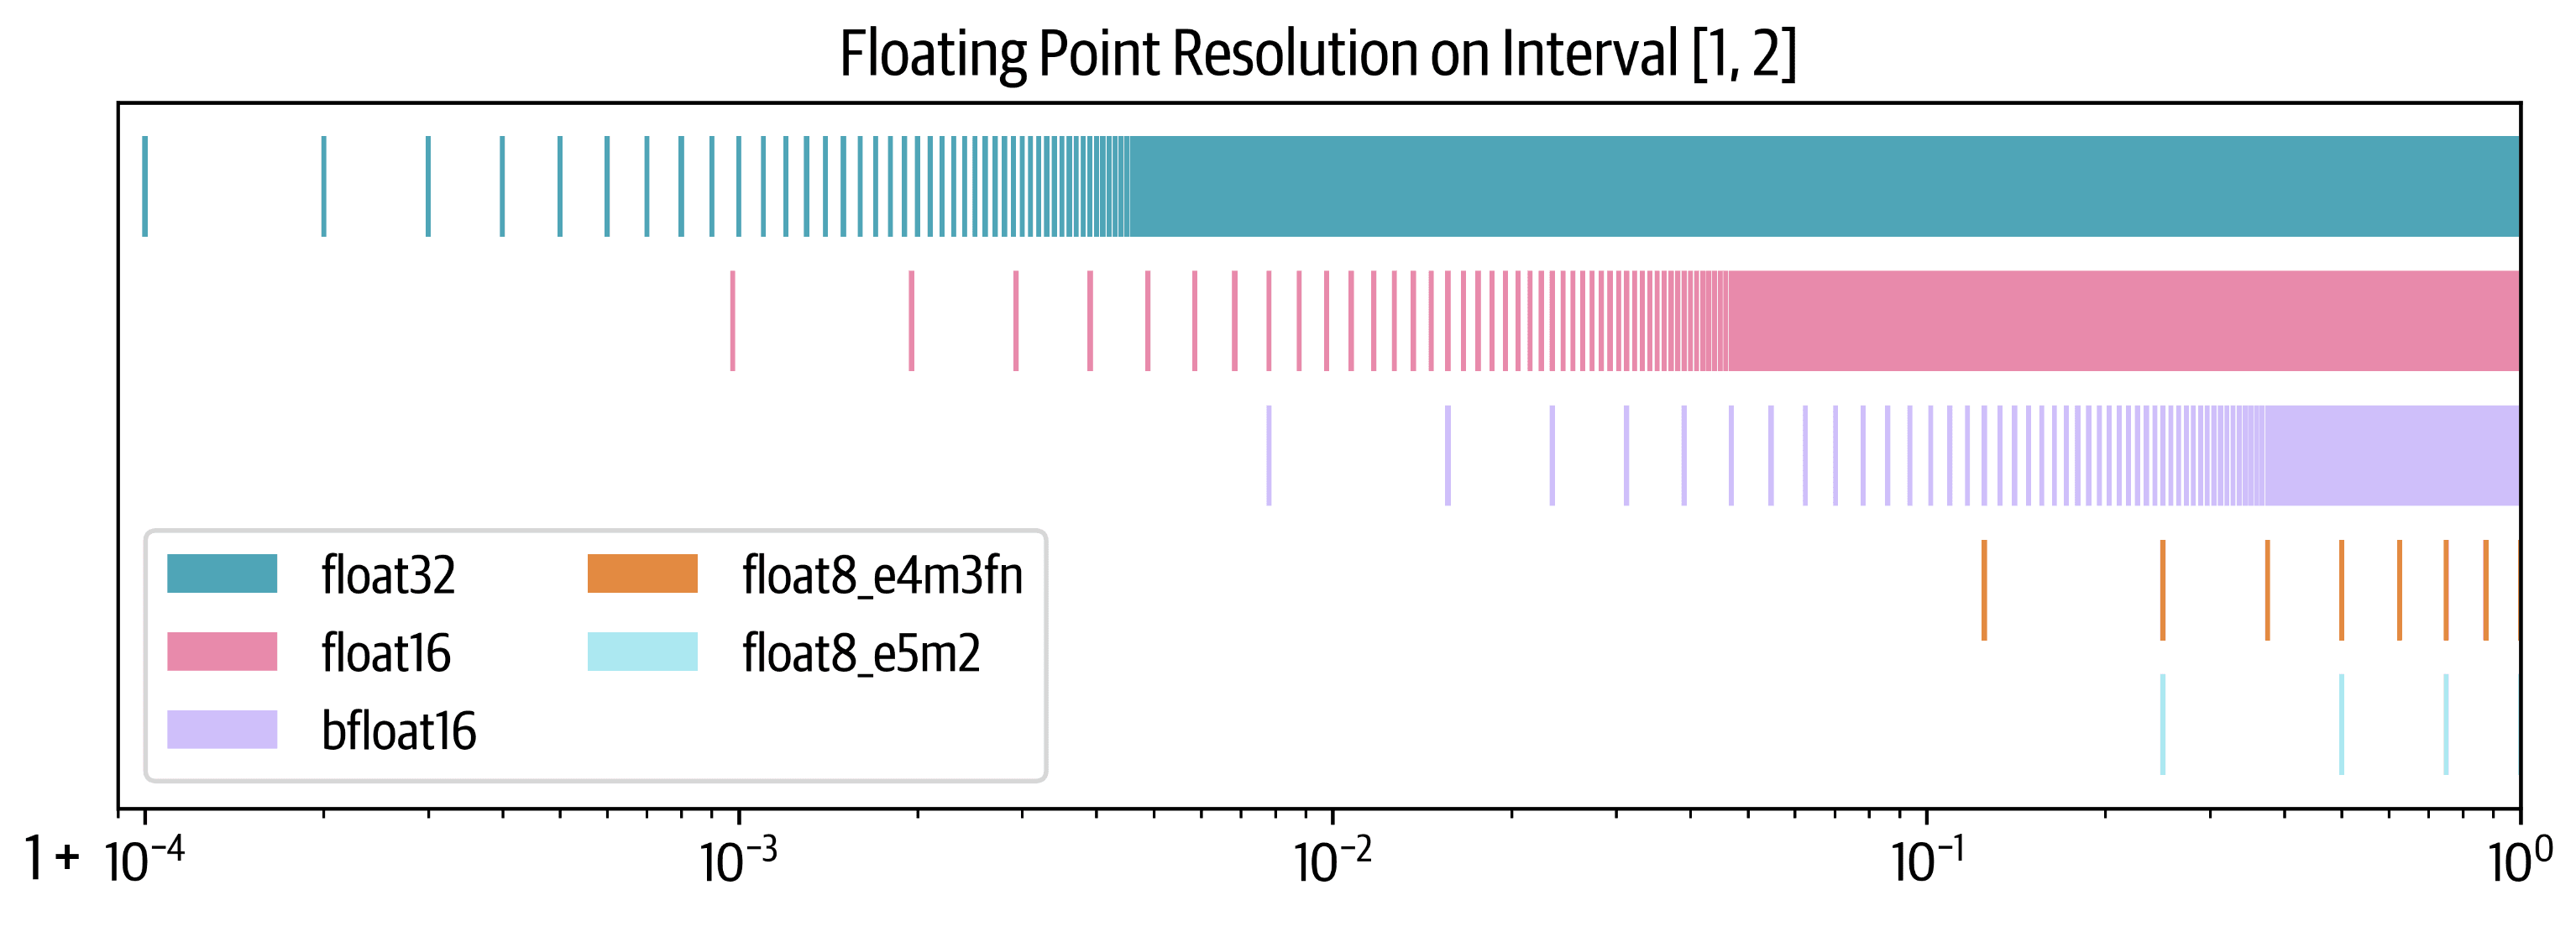 Floating Point Resolution on Interval [1, 2]
float32
float16
bfloat16
float8_e4m3fn
float8_e5m2
1 + 10⁻⁴ 10⁻³ 10⁻² 10⁻¹ 10⁰